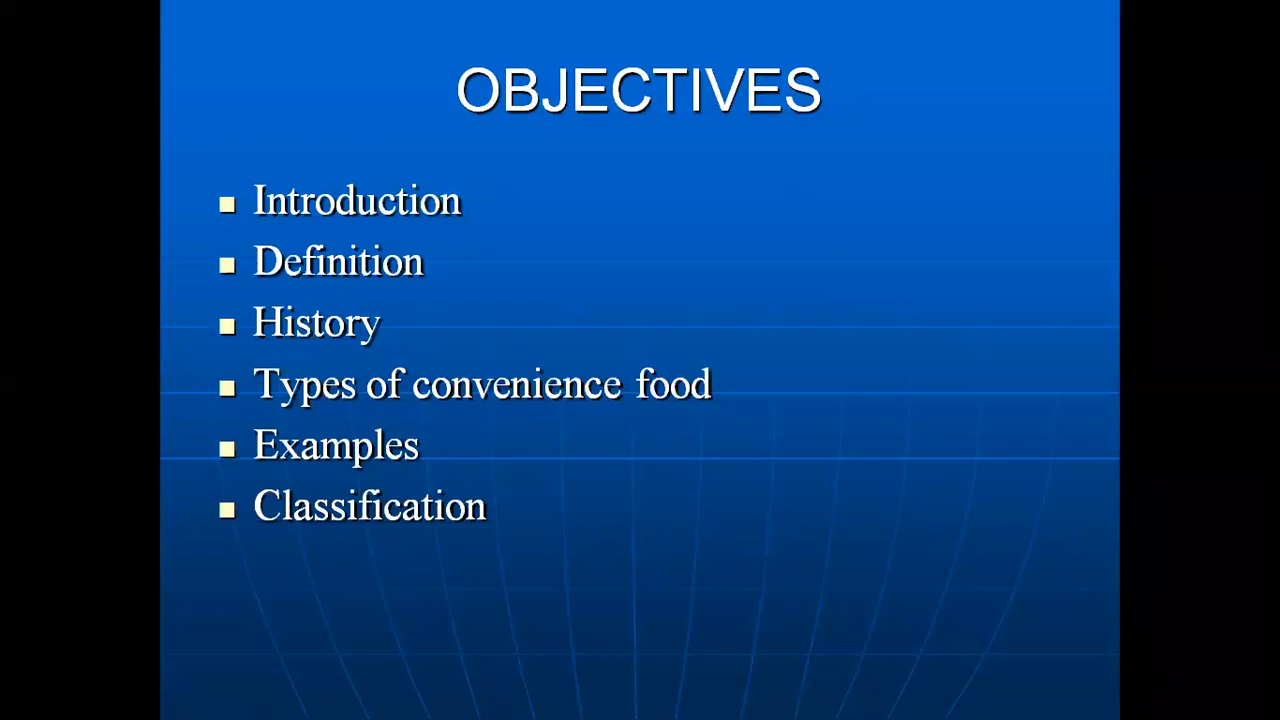 OBJECTIVES
Introduction
Definition
History
Types of convenience food
Examples
Classification